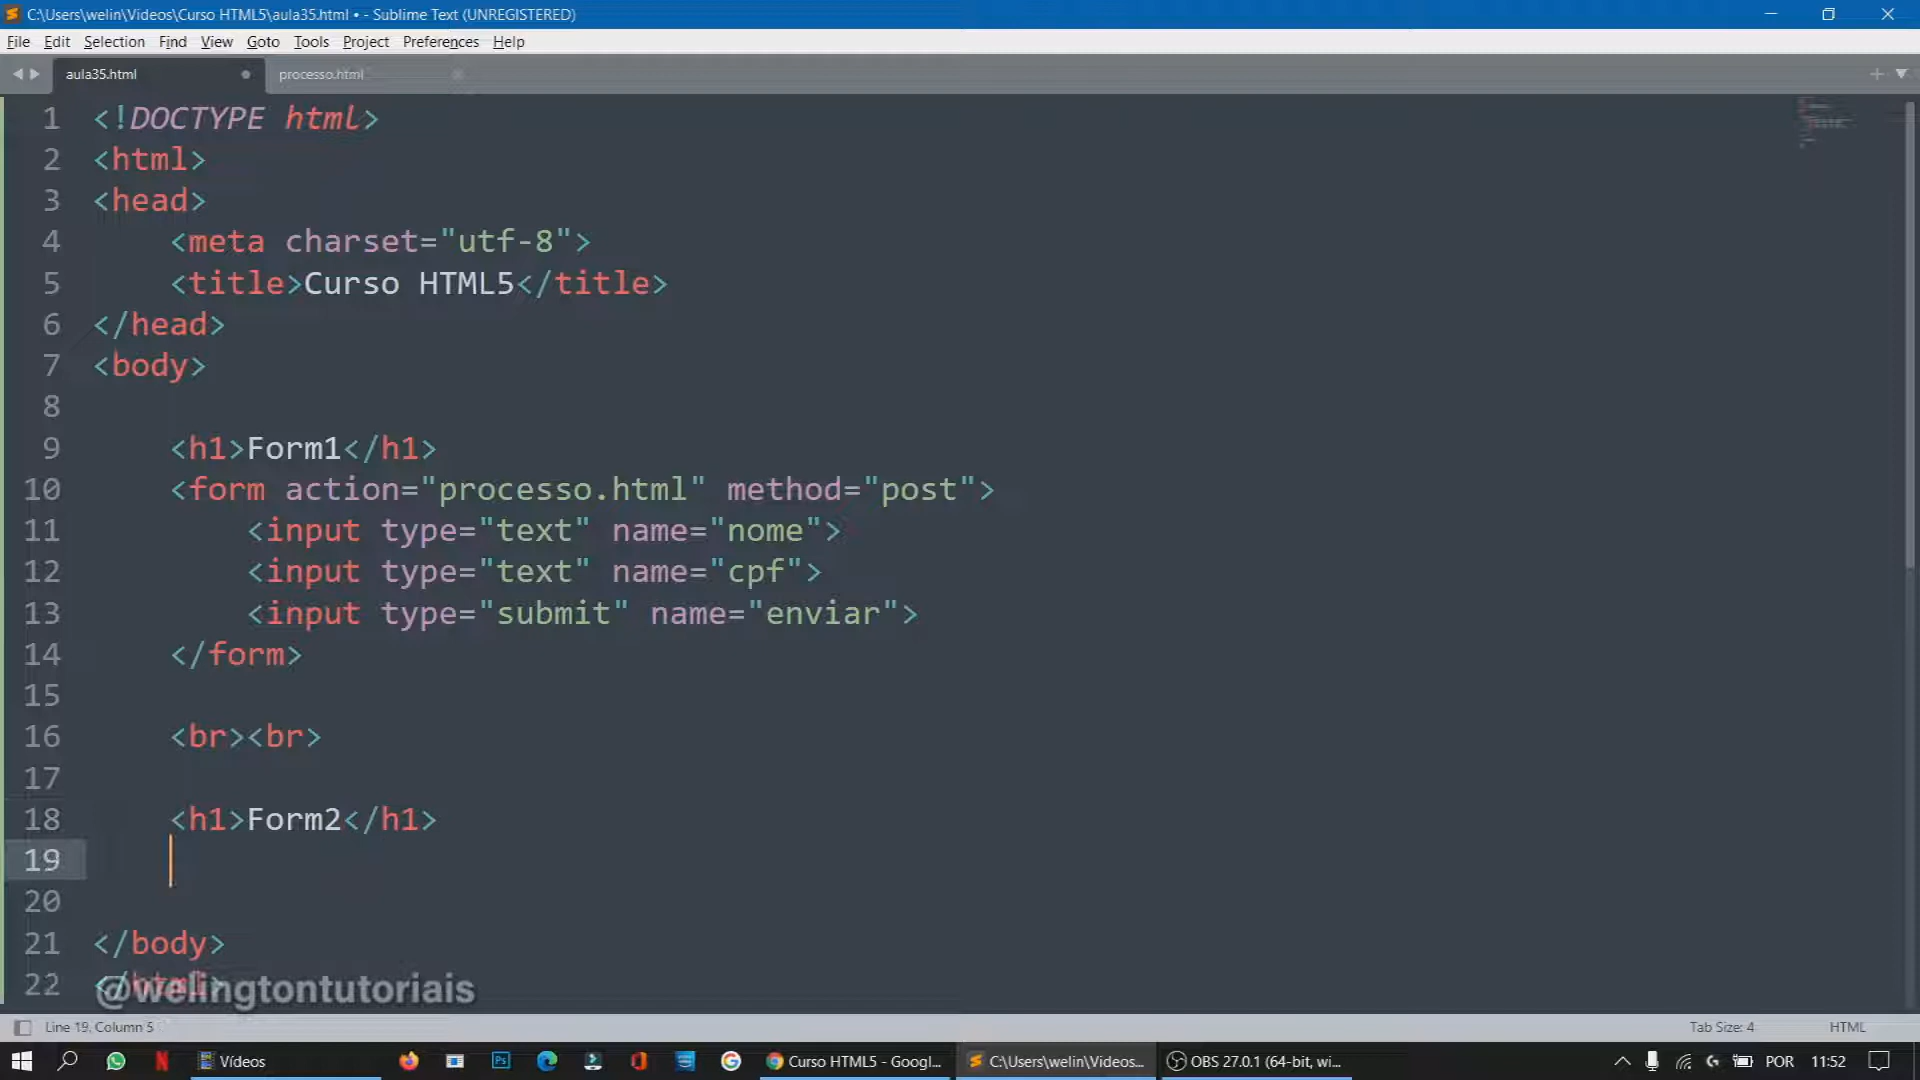 C:\Users\welin\Videos\Curso HTML5\aula35.html • - Sublime Text (UNREGISTERED)
File Edit Selection Find View Goto Tools Project Preferences Help
aula35.html processo.html
1 <!DOCTYPE html>
2 <html>
3 <head>
4 <meta charset="utf-8">
5 <title>Curso HTML5</title>
6 </head>
7 <body>
8
9 <h1>Form1</h1>
10 <form action="processo.html" method="post">
11 <input type="text" name="nome">
12 <input type="text" name="cpf">
13 <input type="submit" name="enviar">
14 </form>
15
16 <br><br>
17
18 <h1>Form2</h1>
19
20
21 </body>
22 </html>
@welingtontutoriais
Line 19, Column 5 Tab Size: 4 HTML
Vídeos Curso HTML5 - Googl... C:\Users\welin\Videos... OBS 27.0.1 (64-bit, wi... POR 11:52